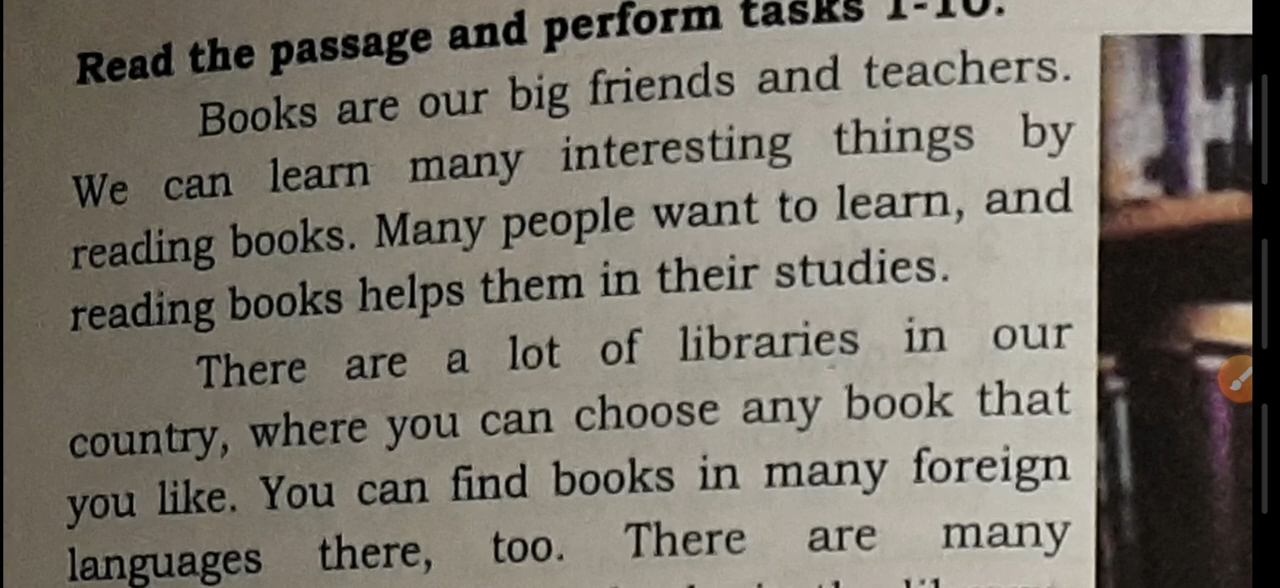 Read the passage and perform tasks 1-10.
Books are our big friends and teachers.
We can learn many interesting things by
reading books. Many people want to learn, and
reading books helps them in their studies.
There are a lot of libraries in our
country, where you can choose any book that
you like. You can find books in many foreign
languages there, too. There are many